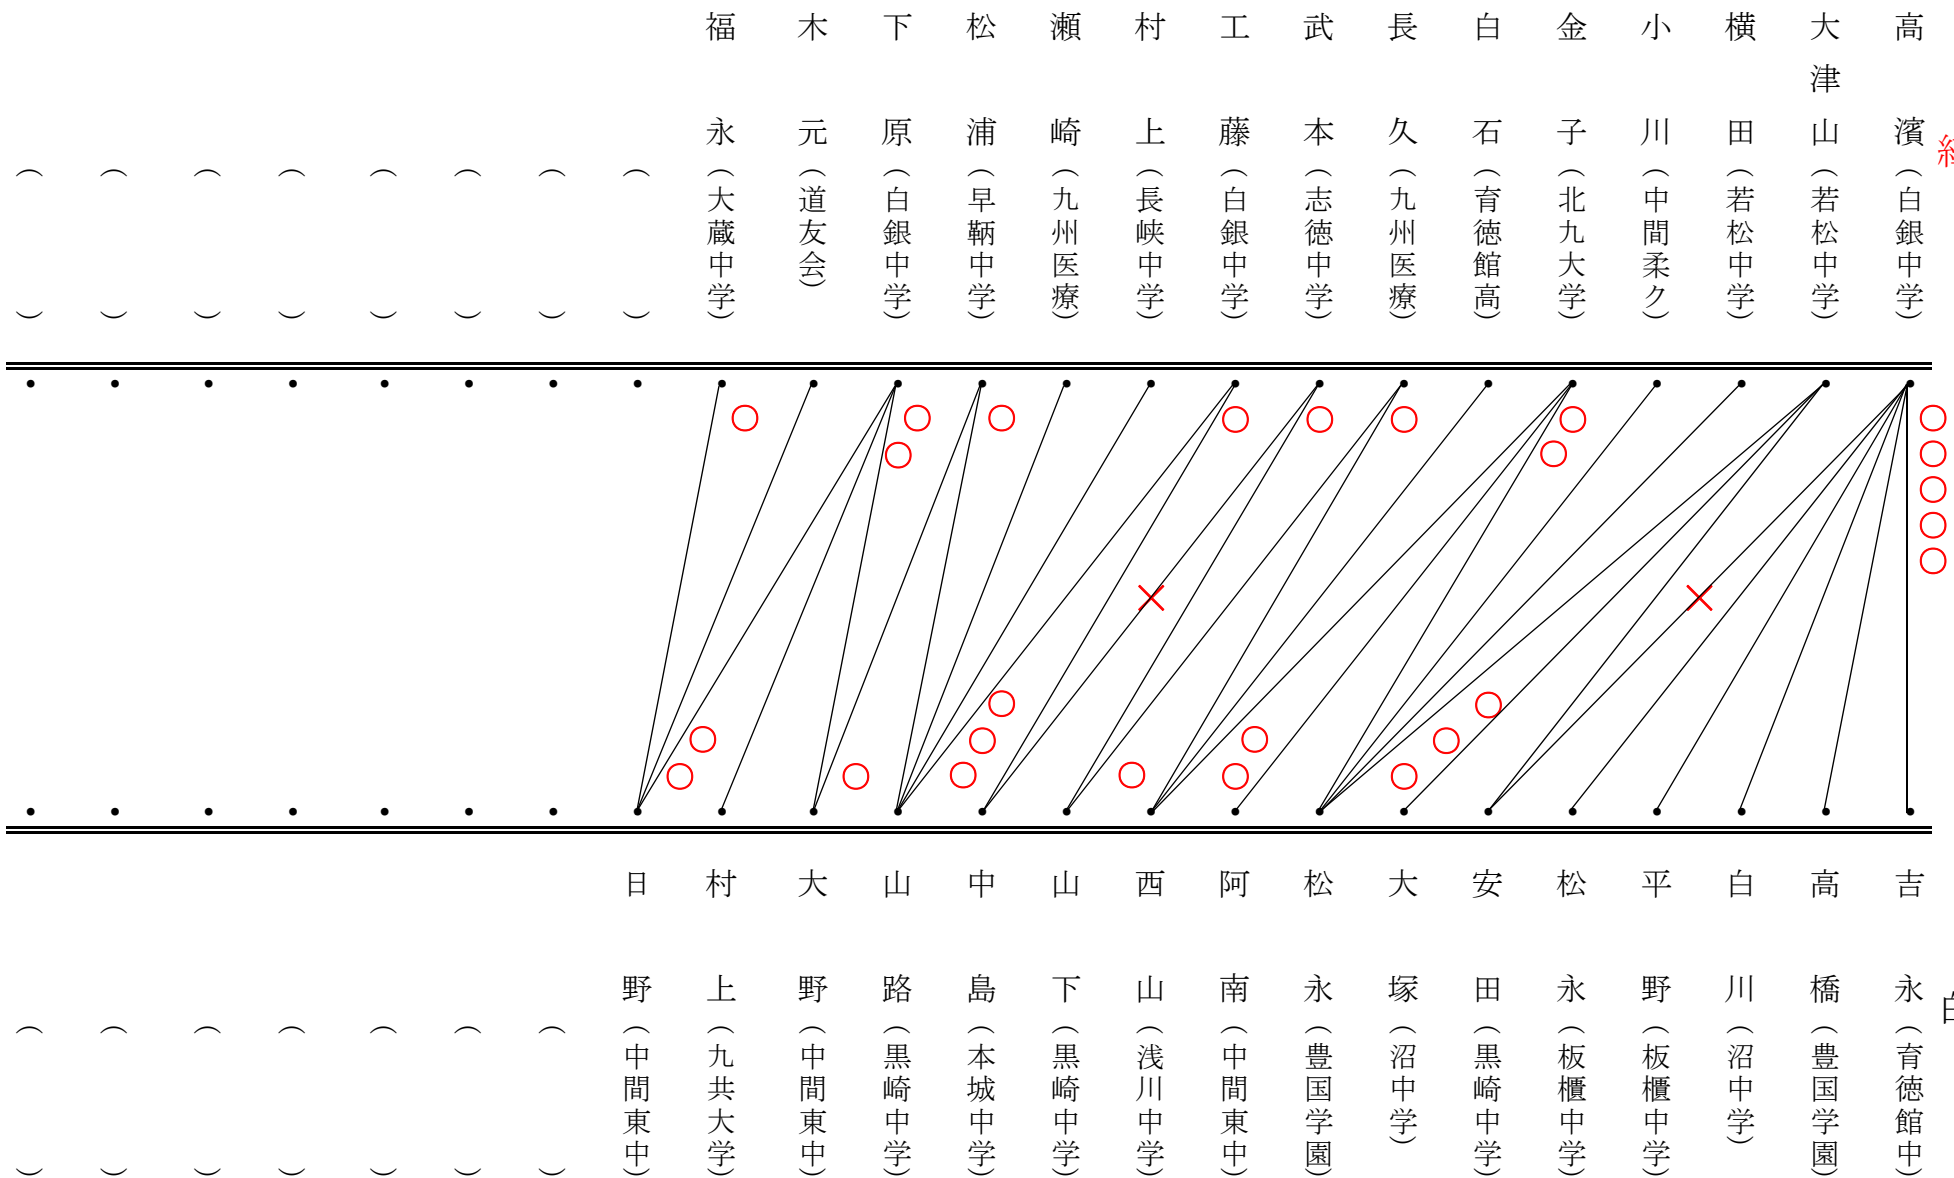 高濱（白銀中学）
大津山（若松中学）
横田（若松中学）
小川（中間柔ク）
金子（北九大学）
白石（育徳館高）
長久（九州医療）
武本（志徳中学）
工藤（白銀中学）
村上（長峡中学）
瀬崎（九州医療）
松浦（早鞆中学）
下原（白銀中学）
木元（道友会）
福永（大蔵中学）
（　）
（　）
（　）
（　）
（　）
（　）
（　）
（　）
吉永（育徳館中）
高橋（豊国学園）
白川（沼中学）
平野（板櫃中学）
松永（板櫃中学）
安田（黒崎中学）
大塚（沼中学）
松永（豊国学園）
阿南（中間東中）
西山（浅川中学）
山下（黒崎中学）
中島（本城中学）
山路（黒崎中学）
大野（中間東中）
村上（九共大学）
日野（中間東中）
（　）
（　）
（　）
（　）
（　）
（　）
（　）